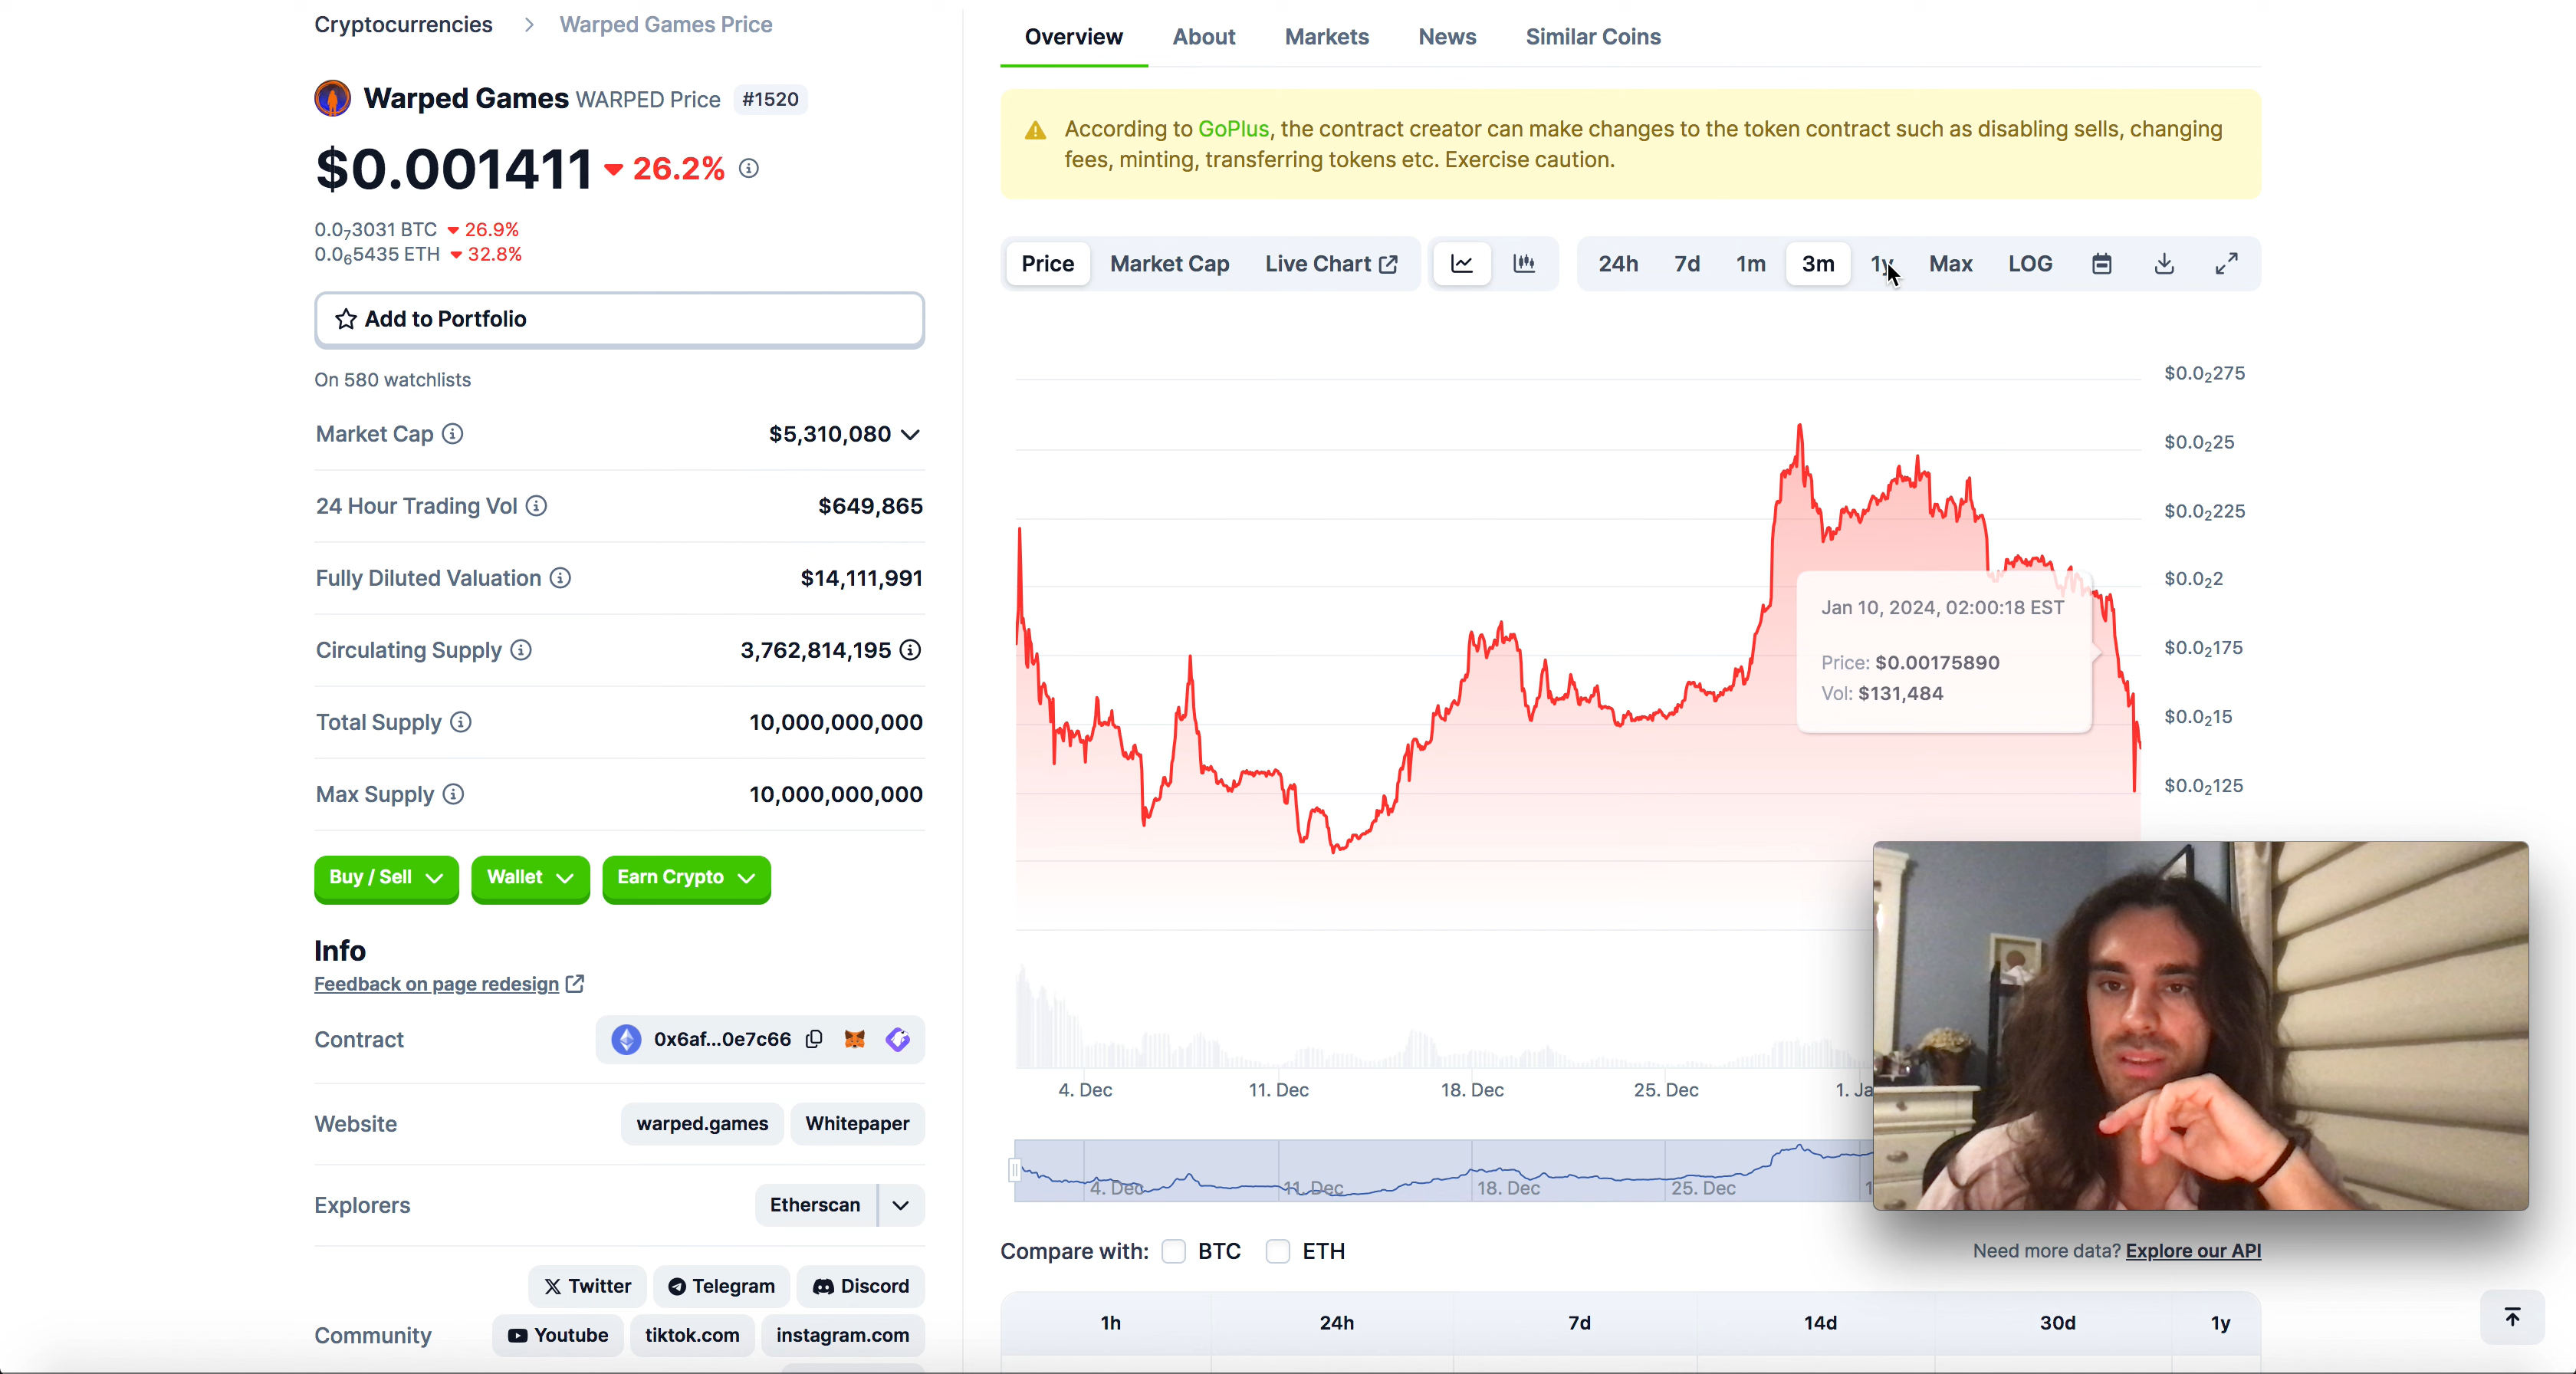 Cryptocurrencies > Warped Games Price
Warped Games WARPED Price #1520
$0.001411 26.2%
0.0₇3031 BTC 26.9%
0.0₆5435 ETH 32.8%
Add to Portfolio
On 580 watchlists
Market Cap $5,310,080
24 Hour Trading Vol $649,865
Fully Diluted Valuation $14,111,991
Circulating Supply 3,762,814,195
Total Supply 10,000,000,000
Max Supply 10,000,000,000
Buy / Sell Wallet Earn Crypto
Info
Feedback on page redesign
Contract 0x6af...0e7c66
Website warped.games Whitepaper
Explorers Etherscan
Twitter Telegram Discord
Community Youtube tiktok.com instagram.com
Overview About Markets News Similar Coins
According to GoPlus, the contract creator can make changes to the token contract such as disabling sells, changing
fees, minting, transferring tokens etc. Exercise caution.
Price Market Cap Live Chart 24h 7d 1m 3m 1y Max LOG
$0.0₂275
$0.0₂25
$0.0₂225
$0.0₂2
$0.0₂175
$0.0₂15
$0.0₂125
Jan 10, 2024, 02:00:18 EST
Price: $0.00175890
Vol: $131,484
4. Dec 11. Dec 18. Dec 25. Dec 1. Ja
4. Dec 11. Dec 18. Dec 25. Dec 1
Compare with: BTC ETH
Need more data? Explore our API
1h 24h 7d 14d 30d 1y